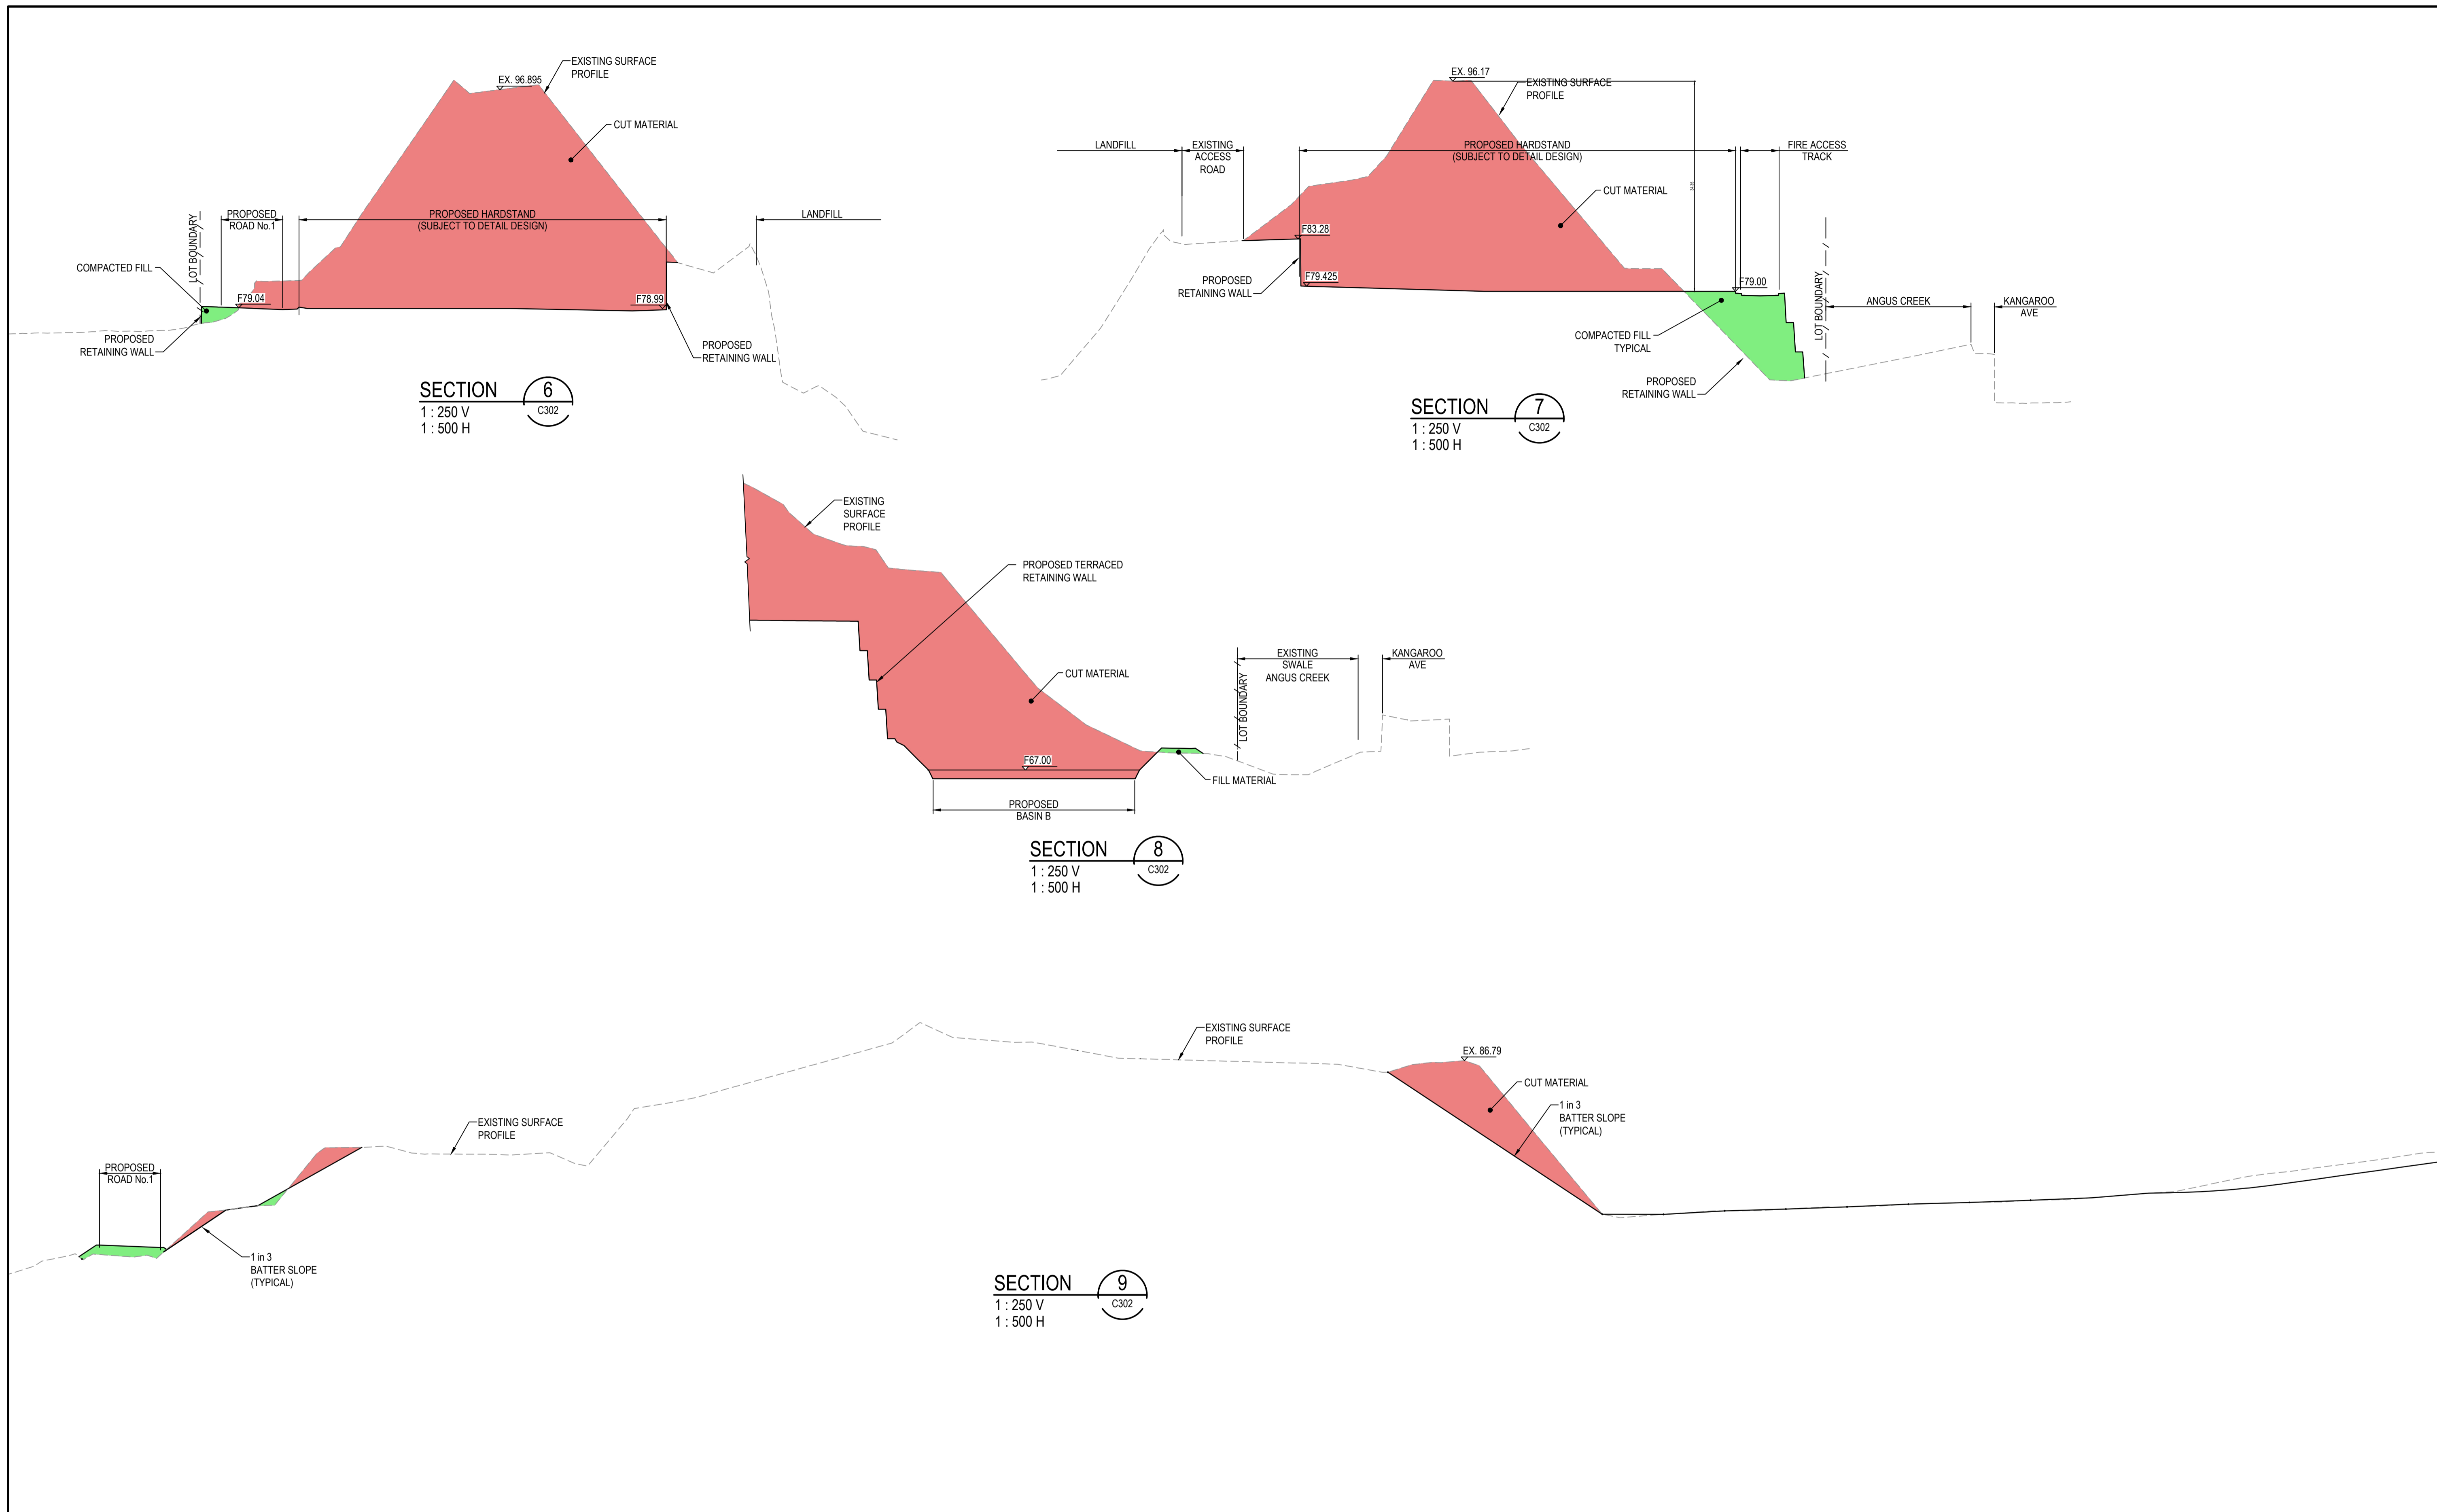 EX. 96.895
EXISTING SURFACE
PROFILE
CUT MATERIAL
LOT BOUNDARY
PROPOSED
ROAD No.1
PROPOSED HARDSTAND
(SUBJECT TO DETAIL DESIGN)
LANDFILL
COMPACTED FILL
F79.04
F78.99
PROPOSED
RETAINING WALL
PROPOSED
RETAINING WALL
SECTION 6
C302
1 : 250 V
1 : 500 H
EX. 96.17
EXISTING SURFACE
PROFILE
LANDFILL
EXISTING
ACCESS
ROAD
PROPOSED HARDSTAND
(SUBJECT TO DETAIL DESIGN)
FIRE ACCESS
TRACK
CUT MATERIAL
F83.28
PROPOSED
RETAINING WALL
F79.425
F79.00
LOT BOUNDARY
ANGUS CREEK
KANGAROO
AVE
COMPACTED FILL
TYPICAL
PROPOSED
RETAINING WALL
SECTION 7
C302
1 : 250 V
1 : 500 H
EXISTING
SURFACE
PROFILE
PROPOSED TERRACED
RETAINING WALL
CUT MATERIAL
LOT BOUNDARY
EXISTING
SWALE
ANGUS CREEK
KANGAROO
AVE
F67.00
FILL MATERIAL
PROPOSED
BASIN B
SECTION 8
C302
1 : 250 V
1 : 500 H
EXISTING SURFACE
PROFILE
EX. 86.79
CUT MATERIAL
1 in 3
BATTER SLOPE
(TYPICAL)
EXISTING SURFACE
PROFILE
PROPOSED
ROAD No.1
1 in 3
BATTER SLOPE
(TYPICAL)
SECTION 9
C302
1 : 250 V
1 : 500 H